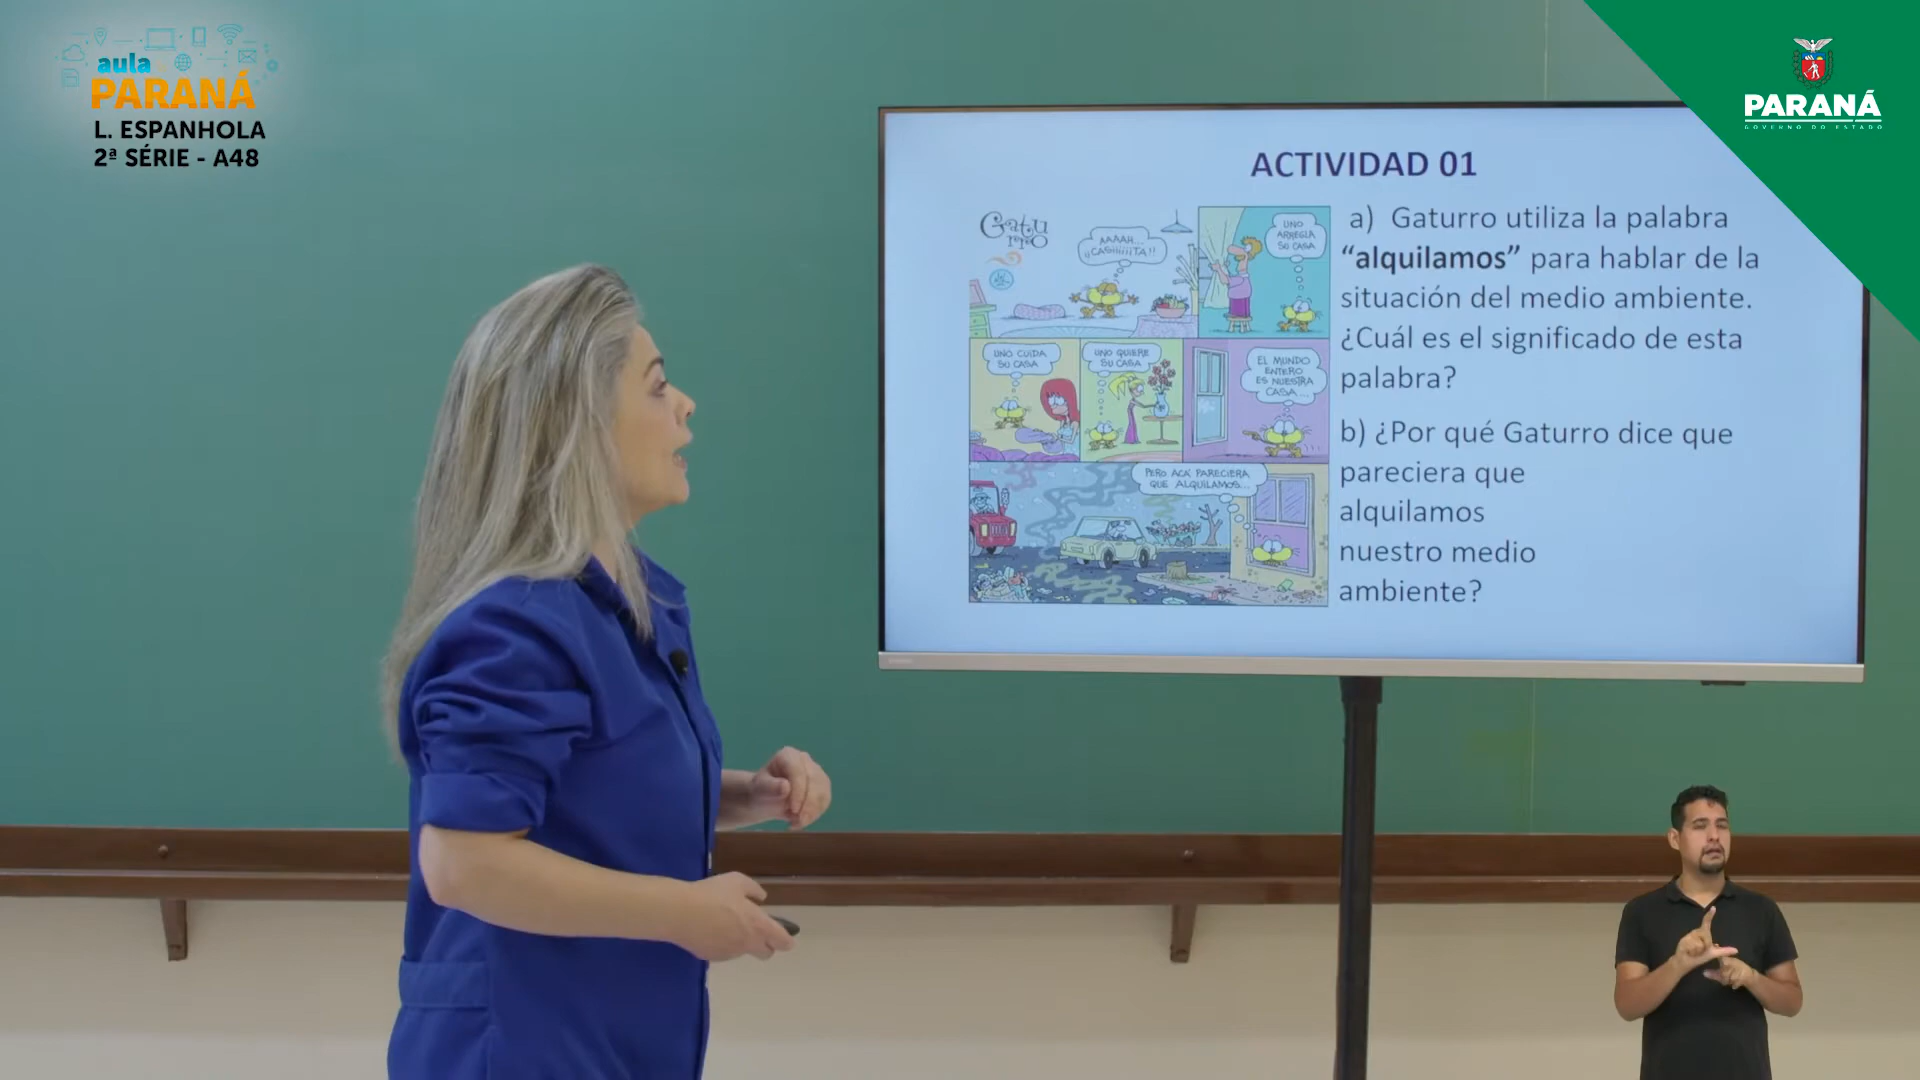 aula
PARANÁ
L. ESPANHOLA
2ª SÉRIE - A48
PARANÁ
GOVERNO DO ESTADO
ACTIVIDAD 01
Gaturro
AAAAH...
¡¡CASIIIIIITA!!
UNO
ARREGLA
SU CASA
UNO CUIDA
SU CASA
UNO QUIERE
SU CASA
EL MUNDO
ENTERO
ES NUESTRA
CASA...
PERO ACÁ PARECIERA
QUE ALQUILAMOS...
a) Gaturro utiliza la palabra
“alquilamos” para hablar de la
situación del medio ambiente.
¿Cuál es el significado de esta
palabra?
b) ¿Por qué Gaturro dice que
pareciera que
alquilamos
nuestro medio
ambiente?